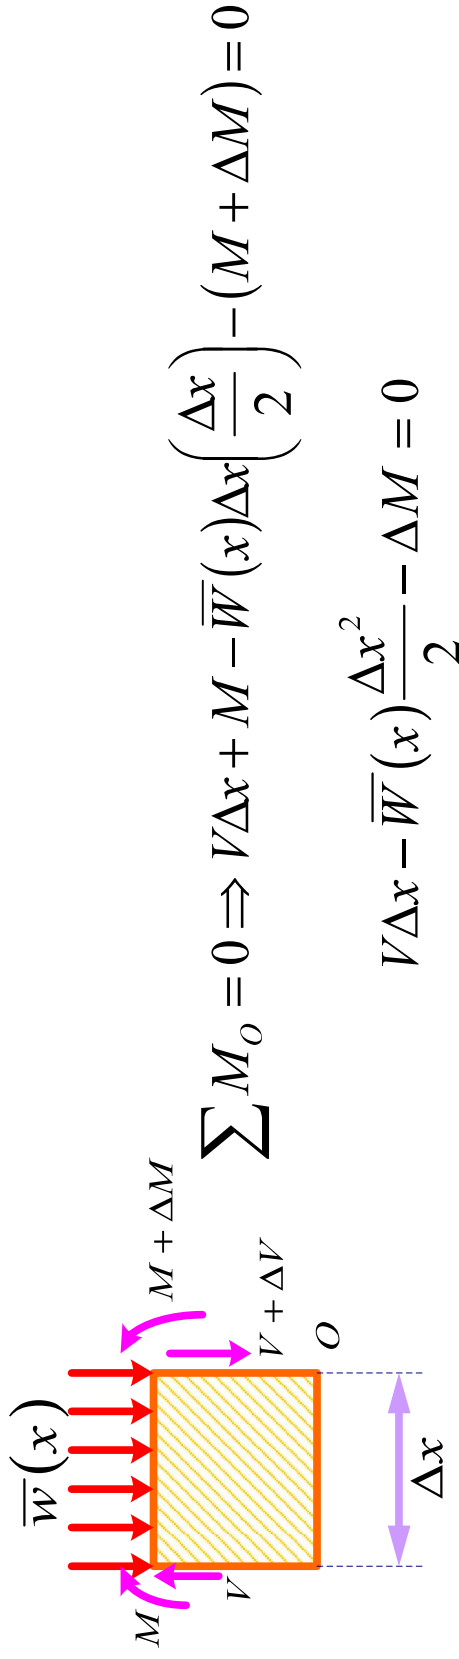 w̅(x)
M
M + ΔM
V
V + ΔV
O
Δx
∑ M_O = 0 ⇒ VΔx + M − W̅(x)Δx(Δx/2) − (M + ΔM) = 0
VΔx − W̅(x) Δx²/2 − ΔM = 0